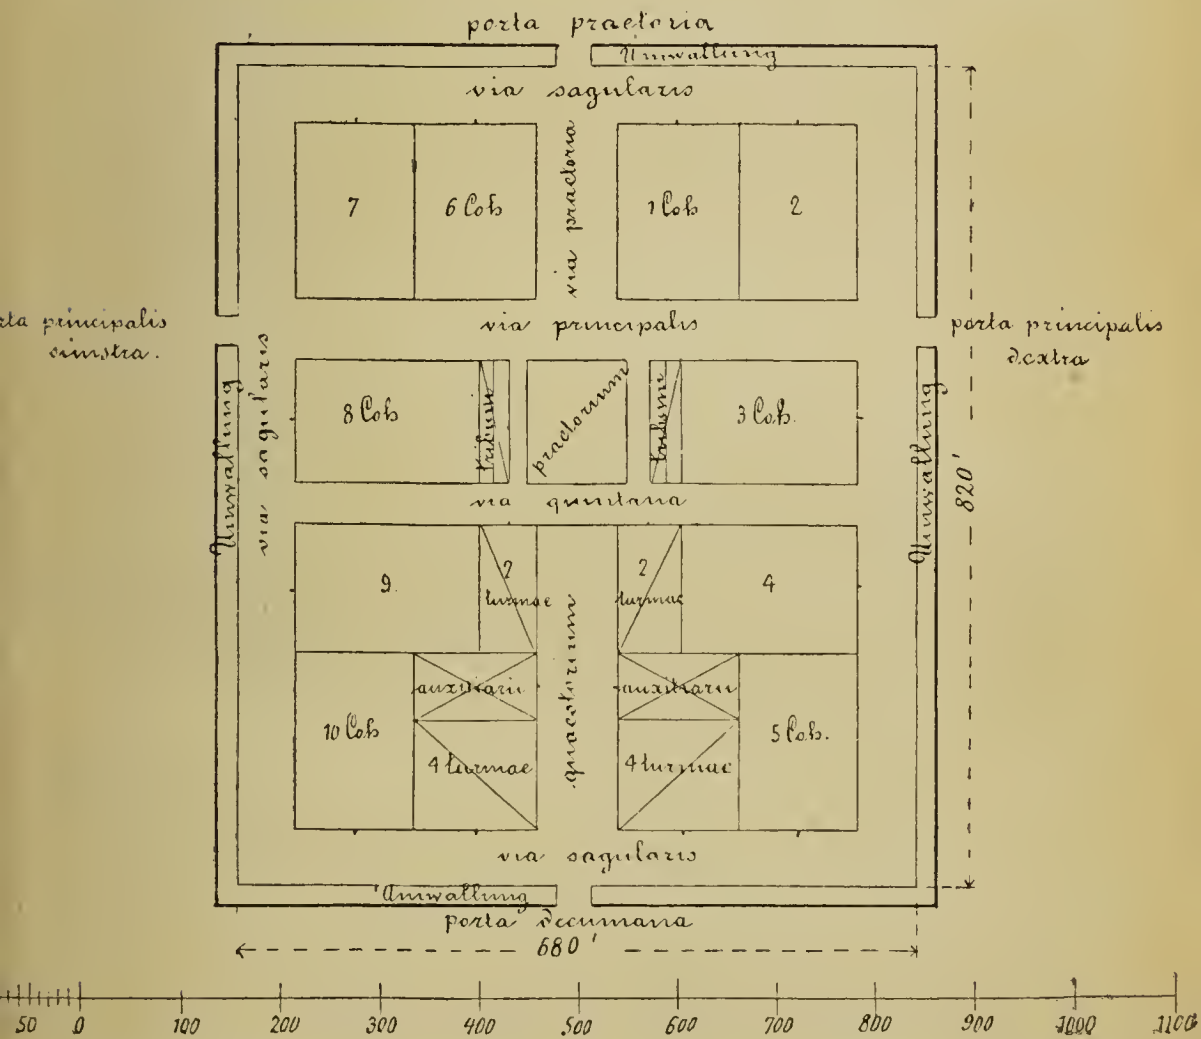 porta praetoria
Umwallung
via sagularis
7
6 Coh
via praetoria
1 Coh
2
rta principalis
sinistra.
via principalis
porta principalis
dextra
Umwallung
via sagularis
8 Coh
tribuni
praetorium
tribuni
3 Coh.
Umwallung
820'
via quintana
9.
2
turmae
2
turmae
4
quaestorium
auxiliarii
auxiliarii
10 Coh
4 turmae
4 turmae
5 Coh.
via sagularis
Umwallung
porta decumana
680'
50 0 100 200 300 400 500 600 700 800 900 1000 1100